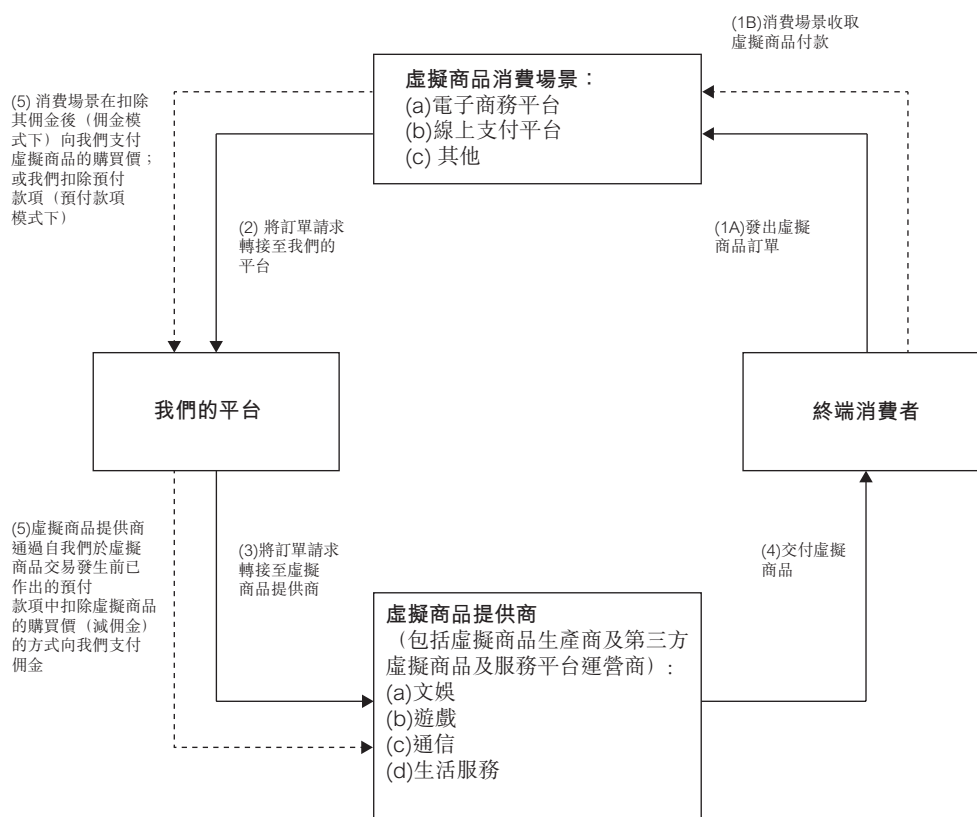 (1B)消費場景收取
虛擬商品付款
虛擬商品消費場景：
(a)電子商務平台
(b)線上支付平台
(c) 其他
(5) 消費場景在扣除
其佣金後（佣金模
式下）向我們支付
虛擬商品的購買價；
或我們扣除預付
款項（預付款項
模式下）
(2) 將訂單請求
轉接至我們的
平台
(1A)發出虛擬
商品訂單
我們的平台
終端消費者
(5)虛擬商品提供商
通過自我們於虛擬
商品交易發生前已
作出的預付
款項中扣除虛擬商品
的購買價（減佣金）
的方式向我們支付
佣金
(3)將訂單請求
轉接至虛擬
商品提供商
(4)交付虛擬
商品
虛擬商品提供商
（包括虛擬商品生產商及第三方
虛擬商品及服務平台運營商）：
(a)文娛
(b)遊戲
(c)通信
(d)生活服務